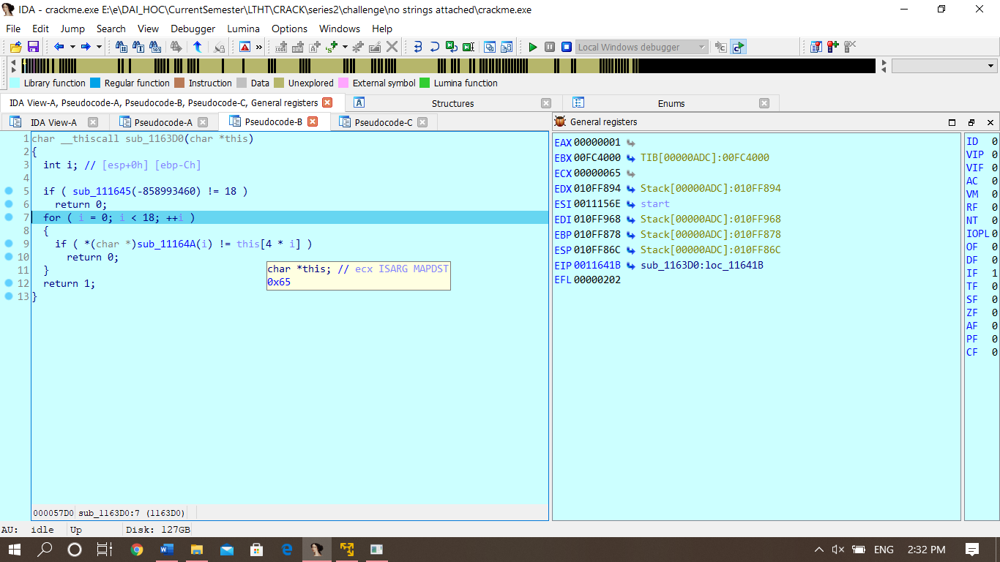 IDA - crackme.exe E:\e\DAI_HOC\CurrentSemester\LTHT\CRACK\series2\challenge\no strings attached\crackme.exe
File Edit Jump Search View Debugger Lumina Options Windows Help
Local Windows debugger
Library function Regular function Instruction Data Unexplored External symbol Lumina function
IDA View-A, Pseudocode-A, Pseudocode-B, Pseudocode-C, General registers Structures Enums
IDA View-A Pseudocode-A Pseudocode-B Pseudocode-C
1 char __thiscall sub_1163D0(char *this)
2 {
3 int i; // [esp+0h] [ebp-Ch]
4
5 if ( sub_111645(-858993460) != 18 )
6 return 0;
7 for ( i = 0; i < 18; ++i )
8 {
9 if ( *(char *)sub_11164A(i) != this[4 * i] )
10 return 0;
11 }
12 return 1;
13 }
char *this; // ecx ISARG MAPDST
0x65
000057D0 sub_1163D0:7 (1163D0)
General registers
EAX 00000001
EBX 00FC4000 TIB[00000ADC]:00FC4000
ECX 00000065
EDX 010FF894 Stack[00000ADC]:010FF894
ESI 0011156E start
EDI 010FF968 Stack[00000ADC]:010FF968
EBP 010FF878 Stack[00000ADC]:010FF878
ESP 010FF86C Stack[00000ADC]:010FF86C
EIP 0011641B sub_1163D0:loc_11641B
EFL 00000202
ID 0
VIP 0
VIF 0
AC 0
VM 0
RF 0
NT 0
IOPL 0
OF 0
DF 0
IF 1
TF 0
SF 0
ZF 0
AF 0
PF 0
CF 0
AU: idle Up Disk: 127GB
ENG 2:32 PM